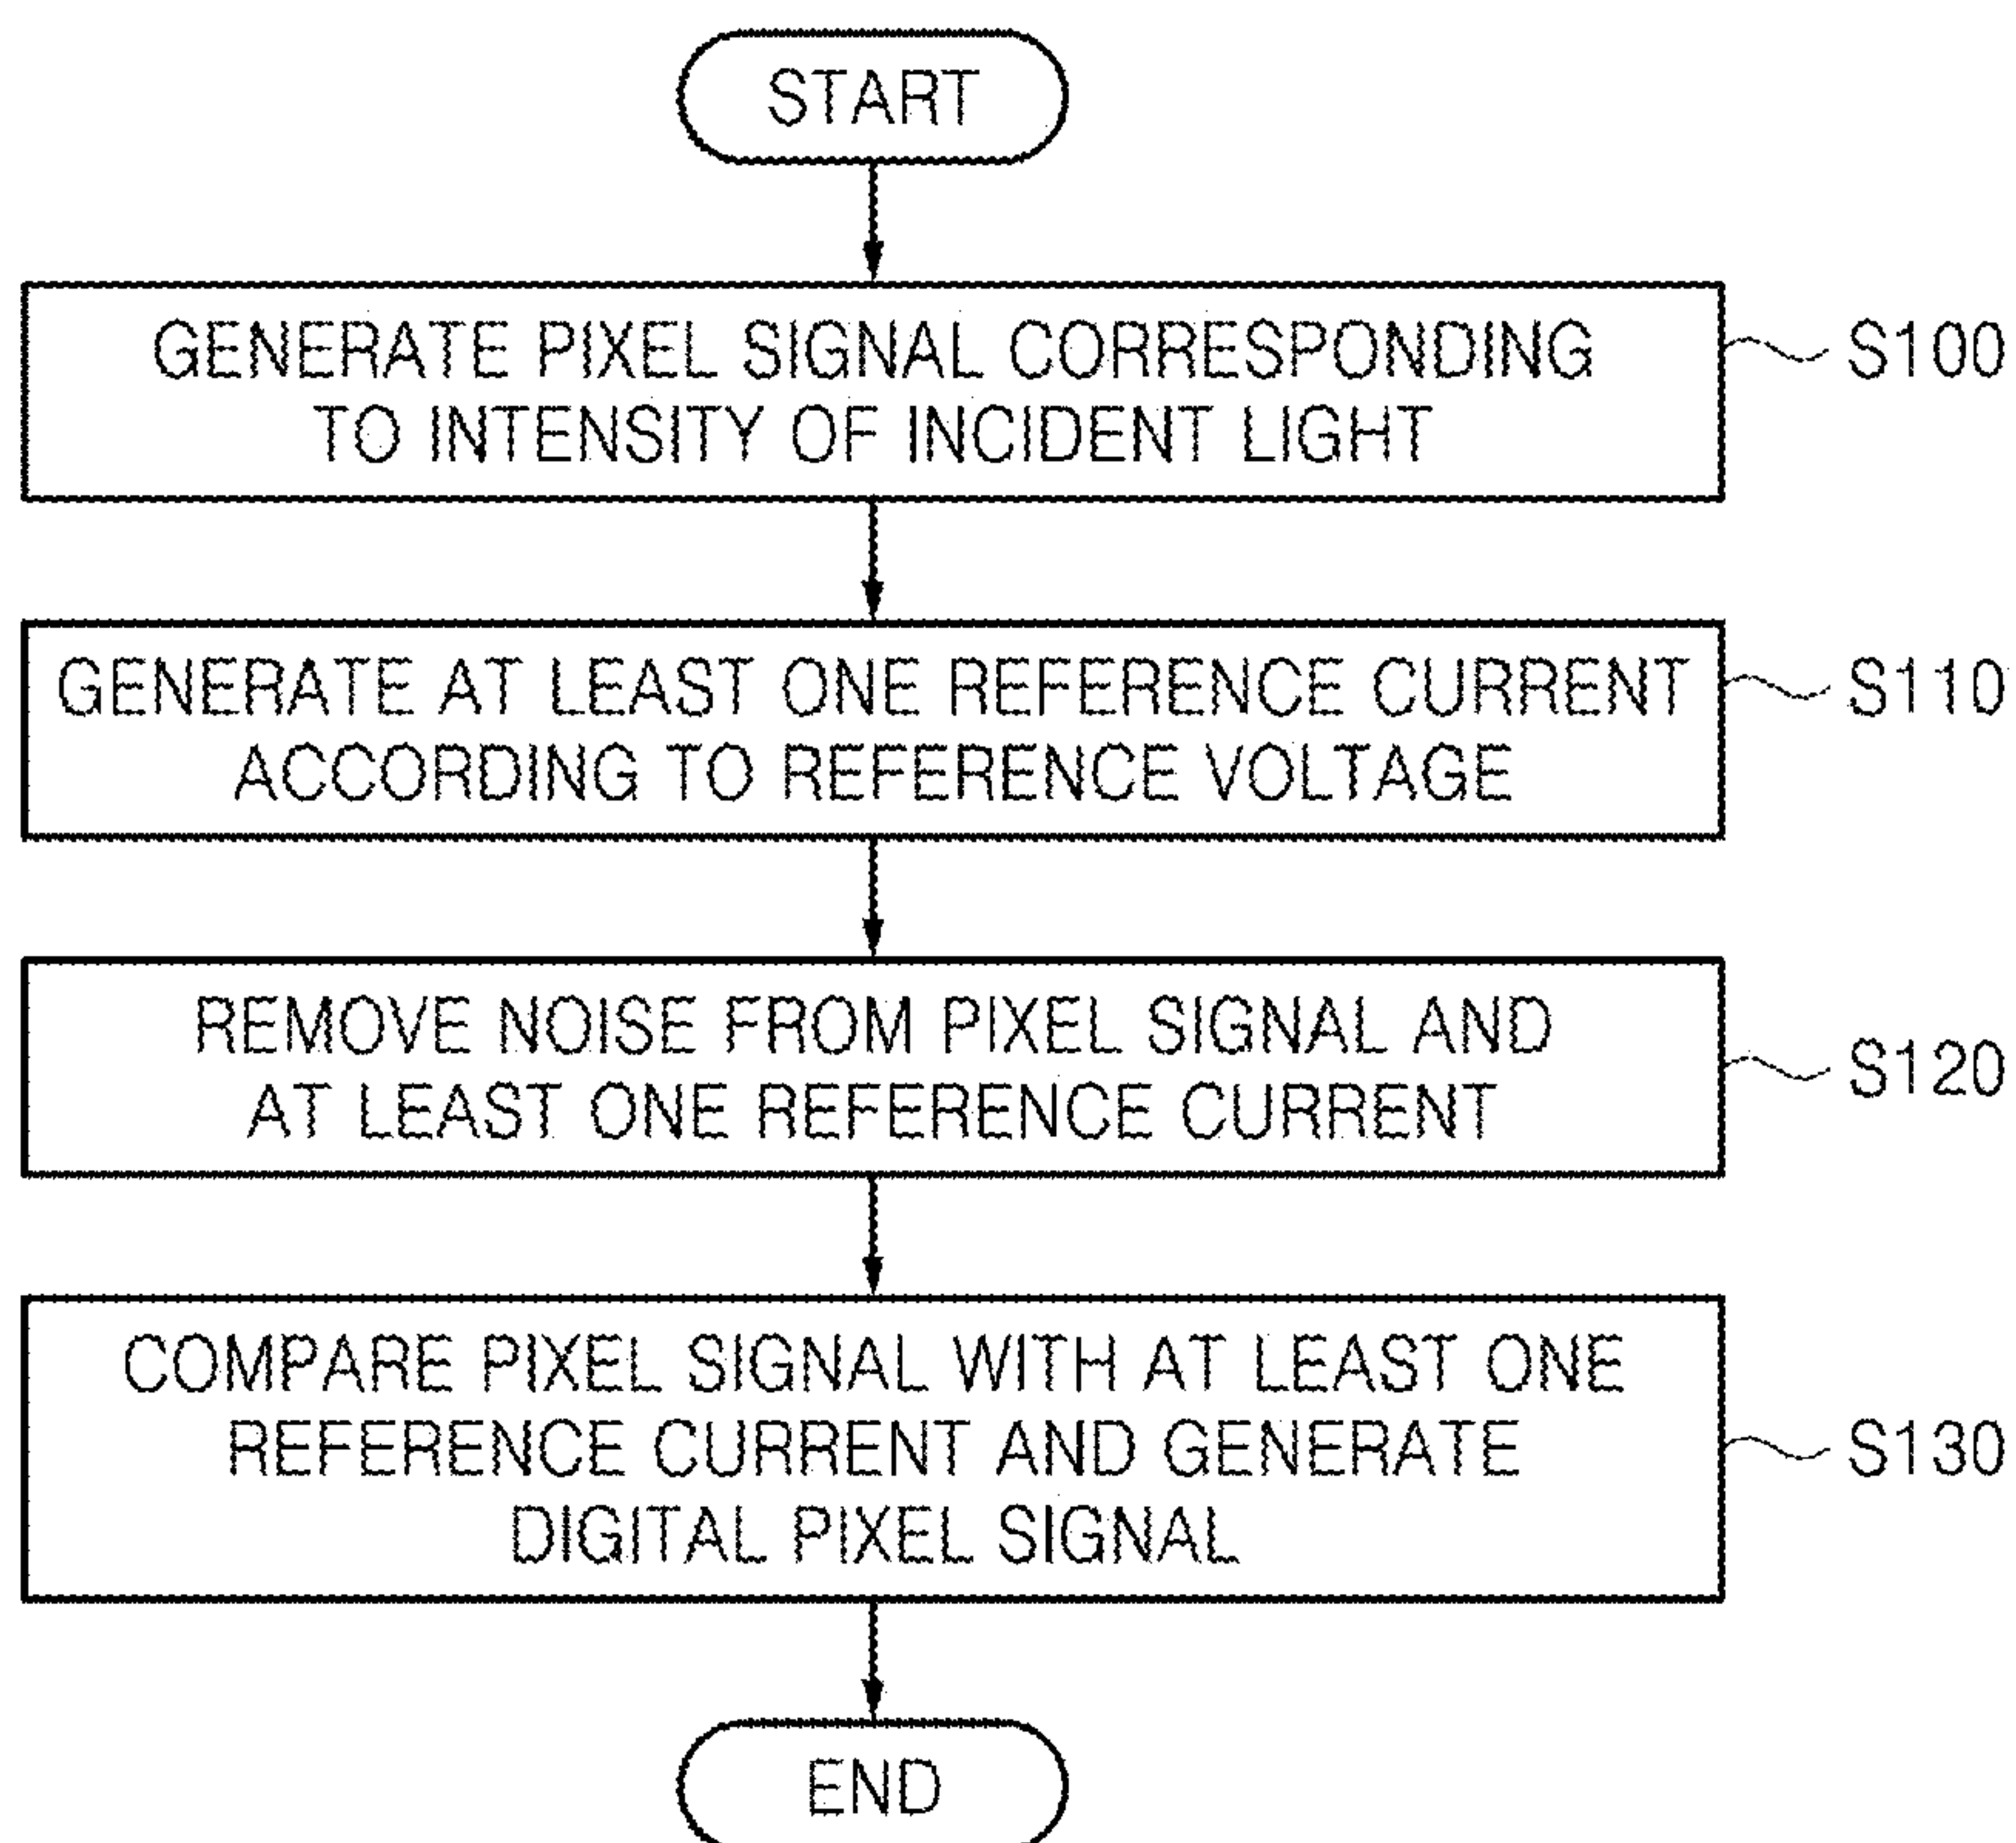 START
GENERATE PIXEL SIGNAL CORRESPONDING
TO INTENSITY OF INCIDENT LIGHT
S100
GENERATE AT LEAST ONE REFERENCE CURRENT
ACCORDING TO REFERENCE VOLTAGE
S110
REMOVE NOISE FROM PIXEL SIGNAL AND
AT LEAST ONE REFERENCE CURRENT
S120
COMPARE PIXEL SIGNAL WITH AT LEAST ONE
REFERENCE CURRENT AND GENERATE
DIGITAL PIXEL SIGNAL
S130
END